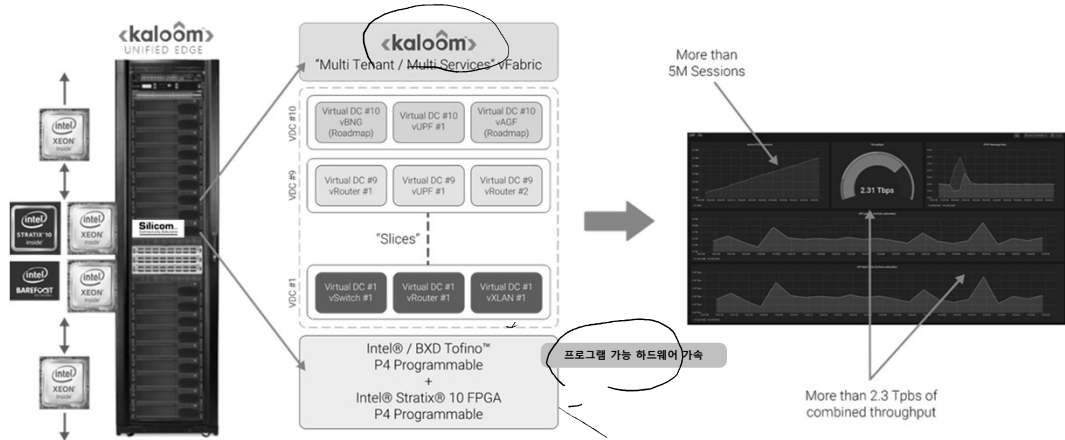 kaloom
UNIFIED EDGE
intel
XEON
inside
intel
STRATIX 10
inside
intel
XEON
inside
intel
BAREFOOT
intel
XEON
inside
intel
XEON
inside
Silicom
kaloom
“Multi Tenant / Multi Services” vFabric
VDC #10
Virtual DC #10
vBNG
(Roadmap)
Virtual DC #10
vUPF #1
Virtual DC #10
vAGF
(Roadmap)
VDC #9
Virtual DC #9
vRouter #1
Virtual DC #9
vUPF #1
Virtual DC #9
vRouter #2
“Slices”
VDC #1
Virtual DC #1
vSwitch #1
Virtual DC #1
vRouter #1
Virtual DC #1
vXLAN #1
Intel® / BXD Tofino™
P4 Programmable
+
Intel® Stratix® 10 FPGA
P4 Programmable
프로그램 가능 하드웨어 가속
More than
5M Sessions
2.31 Tbps
More than 2.3 Tpbs of
combined throughput